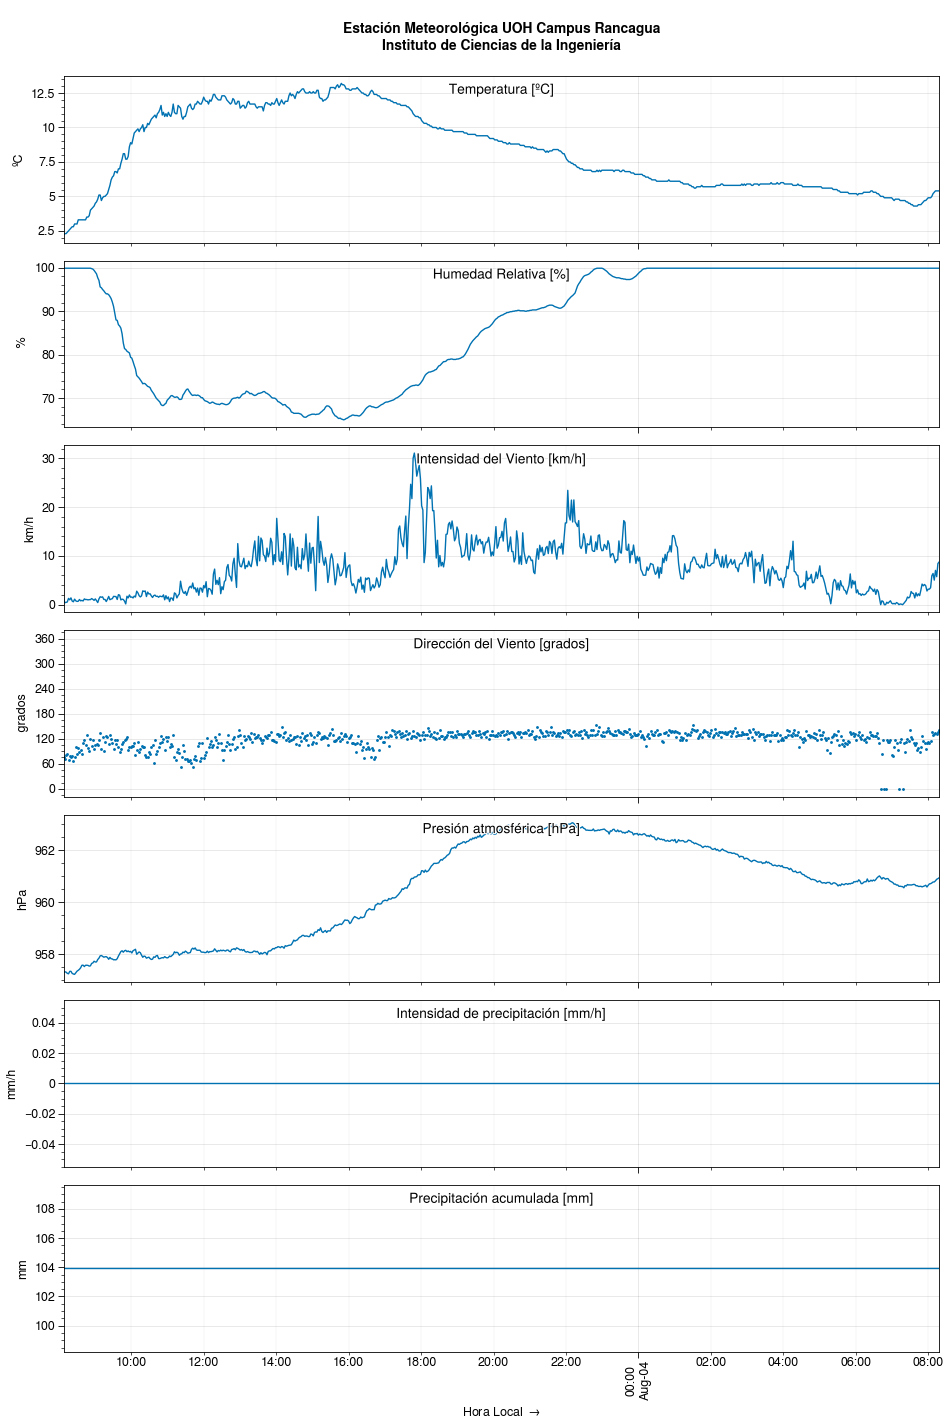 Estación Meteorológica UOH Campus Rancagua
Instituto de Ciencias de la Ingeniería
Temperatura [ºC]
ºC
12.5
10
7.5
5
2.5
Humedad Relativa [%]
%
100
90
80
70
Intensidad del Viento [km/h]
km/h
30
20
10
0
Dirección del Viento [grados]
grados
360
300
240
180
120
60
0
Presión atmosférica [hPa]
hPa
962
960
958
Intensidad de precipitación [mm/h]
mm/h
0.04
0.02
0
−0.02
−0.04
Precipitación acumulada [mm]
mm
108
106
104
102
100
10:00 12:00 14:00 16:00 18:00 20:00 22:00 00:00 02:00 04:00 06:00 08:00
Aug-04
Hora Local →